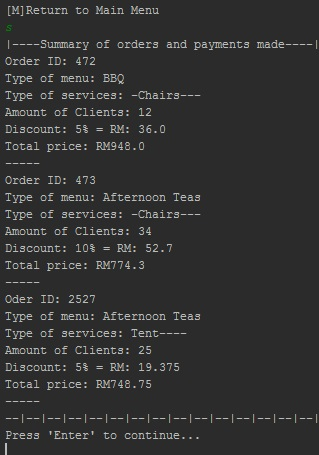 [M]Return to Main Menu
s
|----Summary of orders and payments made----|
Order ID: 472
Type of menu: BBQ
Type of services: -Chairs---
Amount of Clients: 12
Discount: 5% = RM: 36.0
Total price: RM948.0
-----
Order ID: 473
Type of menu: Afternoon Teas
Type of services: -Chairs---
Amount of Clients: 34
Discount: 10% = RM: 52.7
Total price: RM774.3
-----
Oder ID: 2527
Type of menu: Afternoon Teas
Type of services: Tent----
Amount of Clients: 25
Discount: 5% = RM: 19.375
Total price: RM748.75
-----
--|--|--|--|--|--|--|--|--|--|--|--|--|--|--|
Press 'Enter' to continue...